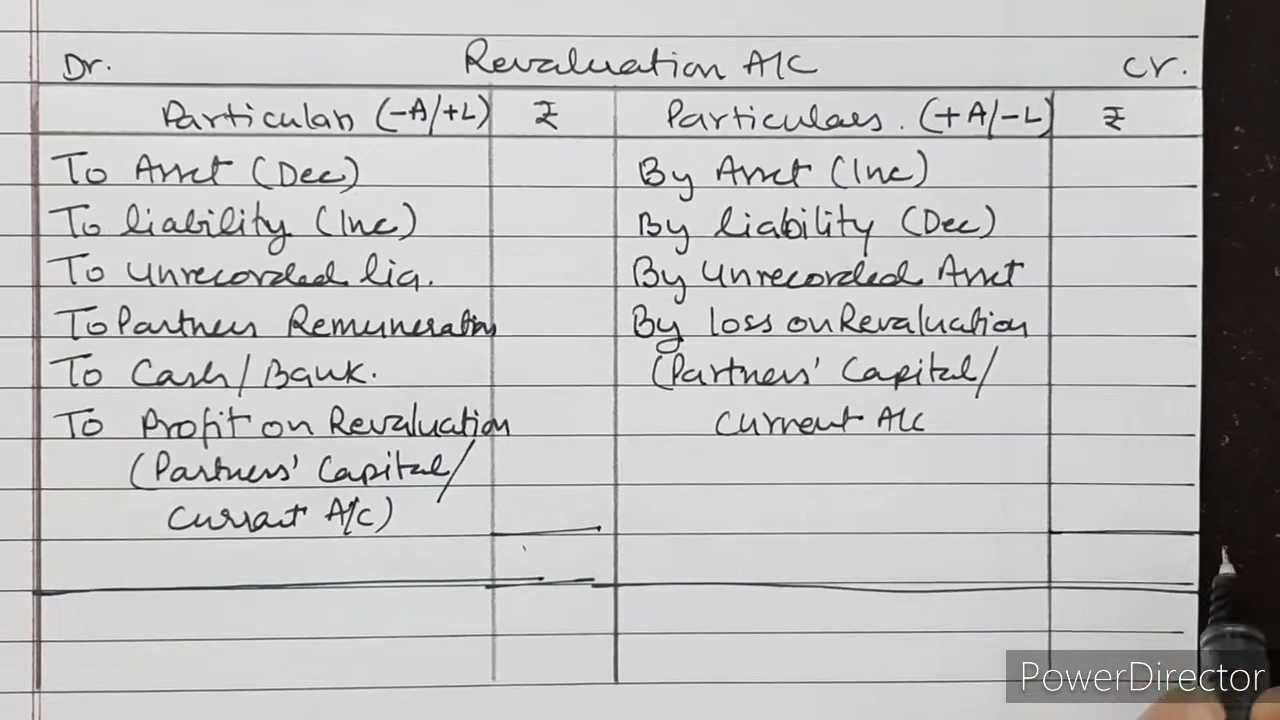 Dr. Revaluation A/C Cr.
Particulars (-A/+L) ₹ Particulars. (+A/-L) ₹
To Asset (Dec) By Asset (Inc)
To liability (Inc) By liability (Dec)
To Unrecorded lia. By Unrecorded Asset
To Partners Remuneration By loss on Revaluation
To Cash/Bank. (Partners' Capital/
To Profit on Revaluation Current A/C
(Partners' Capital/
Current A/C)
PowerDirector